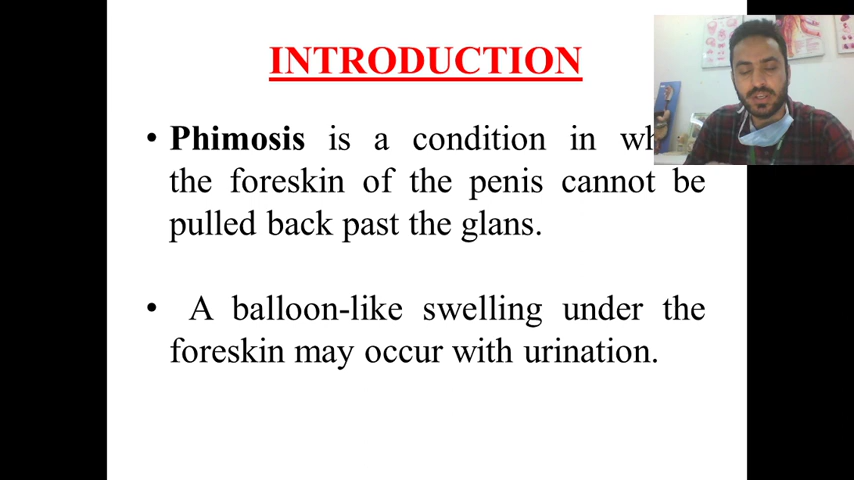 INTRODUCTION
• Phimosis is a condition in
the foreskin of the penis cannot be
pulled back past the glans.
• A balloon-like swelling under the
foreskin may occur with urination.